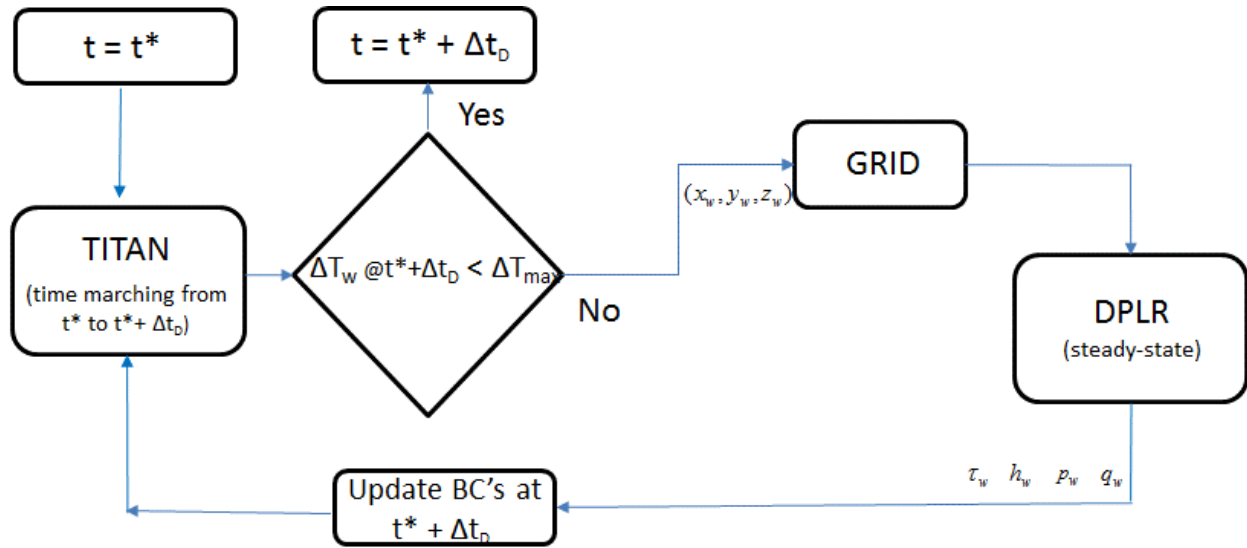 t = t*
t = t* + Δt_D
Yes
GRID
(x_w, y_w, z_w)
TITAN
(time marching from
t* to t*+ Δt_D)
ΔT_w @t*+Δt_D < ΔT_max
No
DPLR
(steady-state)
τ_w h_w p_w q_w
Update BC's at
t* + Δt_D